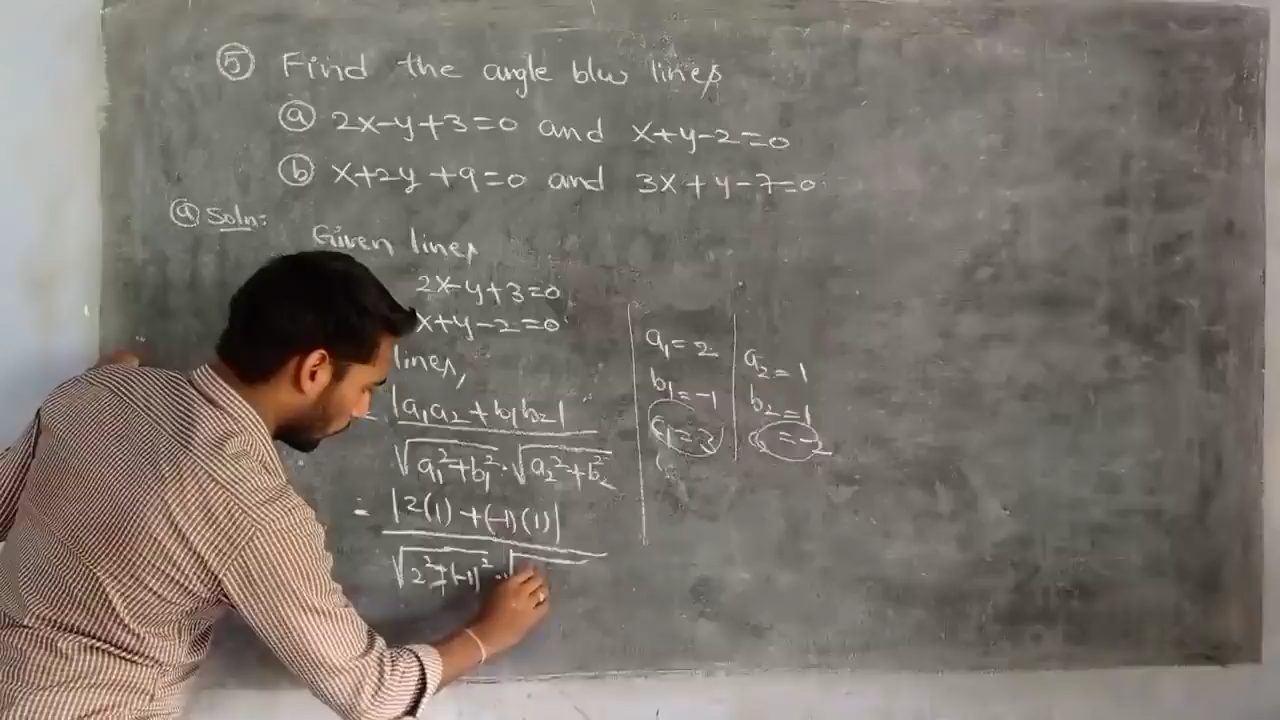 ⑤ Find the angle b/w lines
ⓐ 2x-y+3=0 and x+y-2=0
ⓑ x+2y+9=0 and 3x+y-7=0
ⓐ Soln:
Given lines
2x-y+3=0
x+y-2=0
lines,
= |a₁a₂+b₁b₂|
√a₁²+b₁² · √a₂²+b₂²
= |2(1)+(-1)(1)|
√2²+(-1)² · √
a₁=2
b₁=-1
c₁=3
a₂=1
b₂=1
=-2